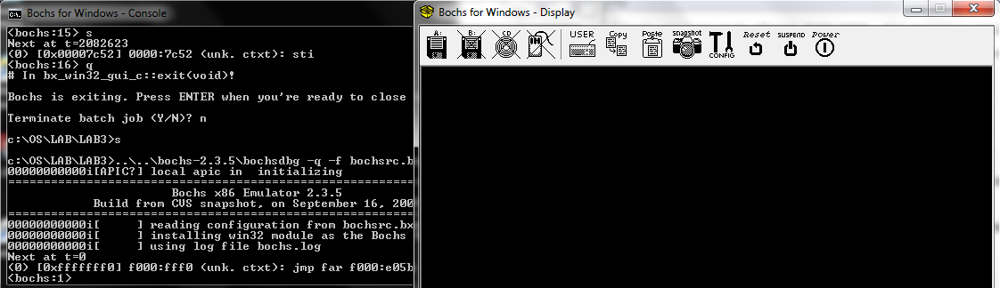 Bochs for Windows - Console
<bochs:15> s
Next at t=2082623
(0) [0x00007c52] 0000:7c52 (unk. ctxt): sti
<bochs:16> q
# In bx_win32_gui_c::exit(void)!
Bochs is exiting. Press ENTER when you're ready to close
Terminate batch job (Y/N)? n
c:\OS\LAB\LAB3>s
c:\OS\LAB\LAB3>..\..\bochs-2.3.5\bochsdbg -q -f bochsrc.b
00000000000i[APIC?] local apic in  initializing
========================================================================
Bochs x86 Emulator 2.3.5
Build from CVS snapshot, on September 16, 200
========================================================================
00000000000i[     ] reading configuration from bochsrc.bx
00000000000i[     ] installing win32 module as the Bochs
00000000000i[     ] using log file bochs.log
Next at t=0
(0) [0xfffffff0] f000:fff0 (unk. ctxt): jmp far f000:e05b
<bochs:1>
Bochs for Windows - Display
A: B: CD USER Copy Paste snapshot CONFIG Reset SUSPEND Power